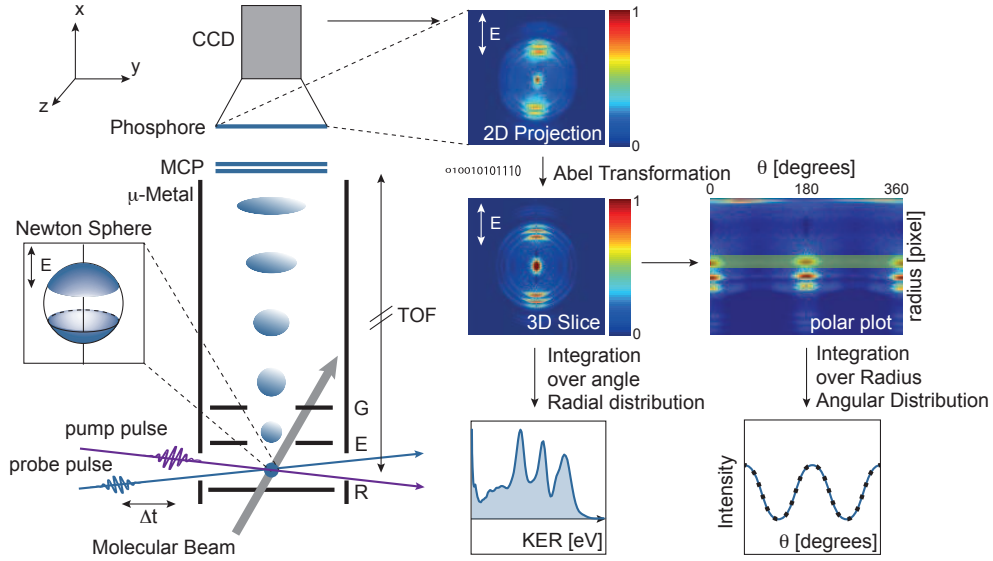 x
y
z
CCD
Phosphore
MCP
μ-Metal
Newton Sphere
E
TOF
G
E
R
pump pulse
probe pulse
Δt
Molecular Beam
E
2D Projection
1
0
010010101110
Abel Transformation
E
3D Slice
1
0
θ [degrees]
0
180
360
radius [pixel]
polar plot
Integration
over angle
Radial distribution
Integration
over Radius
Angular Distribution
KER [eV]
Intensity
θ [degrees]